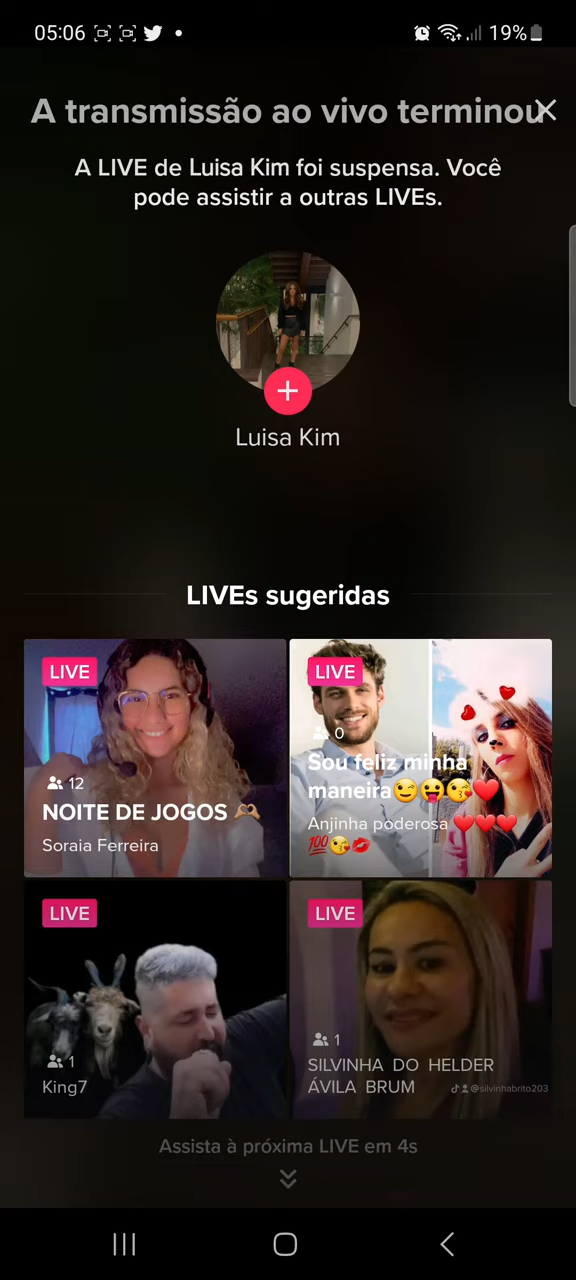 05:06
19%
A transmissão ao vivo terminou
A LIVE de Luisa Kim foi suspensa. Você
pode assistir a outras LIVEs.
Luisa Kim
LIVEs sugeridas
LIVE
12
NOITE DE JOGOS 🫶🏼
Soraia Ferreira
LIVE
0
Sou feliz minha
maneira😉😜😘❤️
Anjinha poderosa ❤️❤️❤️
💯😘💋
LIVE
1
King7
LIVE
1
SILVINHA DO HELDER
ÁVILA BRUM
@silvinhabrito203
Assista à próxima LIVE em 4s